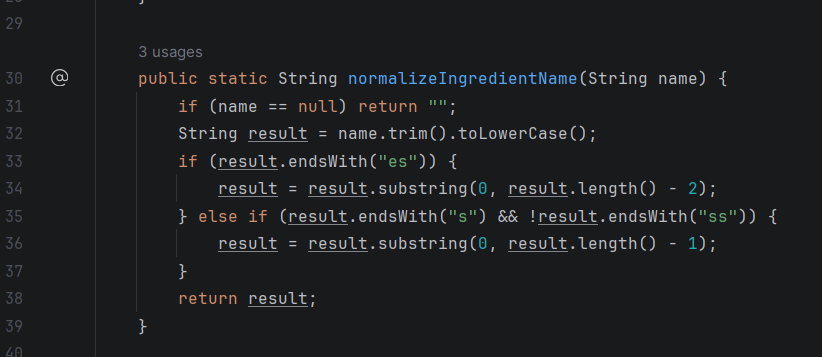 29
3 usages
30 @ public static String normalizeIngredientName(String name) {
31 if (name == null) return "";
32 String result = name.trim().toLowerCase();
33 if (result.endsWith("es")) {
34 result = result.substring(0, result.length() - 2);
35 } else if (result.endsWith("s") && !result.endsWith("ss")) {
36 result = result.substring(0, result.length() - 1);
37 }
38 return result;
39 }